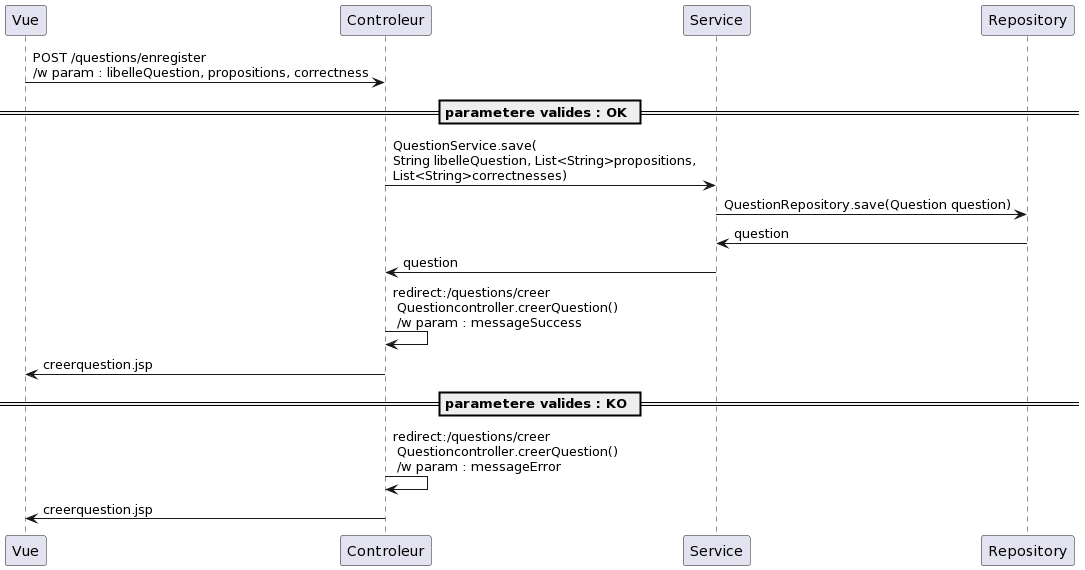 Vue Controleur Service Repository
POST /questions/enregister
/w param : libelleQuestion, propositions, correctness
parametere valides : OK
QuestionService.save(
String libelleQuestion, List<String>propositions,
List<String>correctnesses)
QuestionRepository.save(Question question)
question
question
redirect:/questions/creer
Questioncontroller.creerQuestion()
/w param : messageSuccess
creerquestion.jsp
parametere valides : KO
redirect:/questions/creer
Questioncontroller.creerQuestion()
/w param : messageError
creerquestion.jsp
Vue Controleur Service Repository